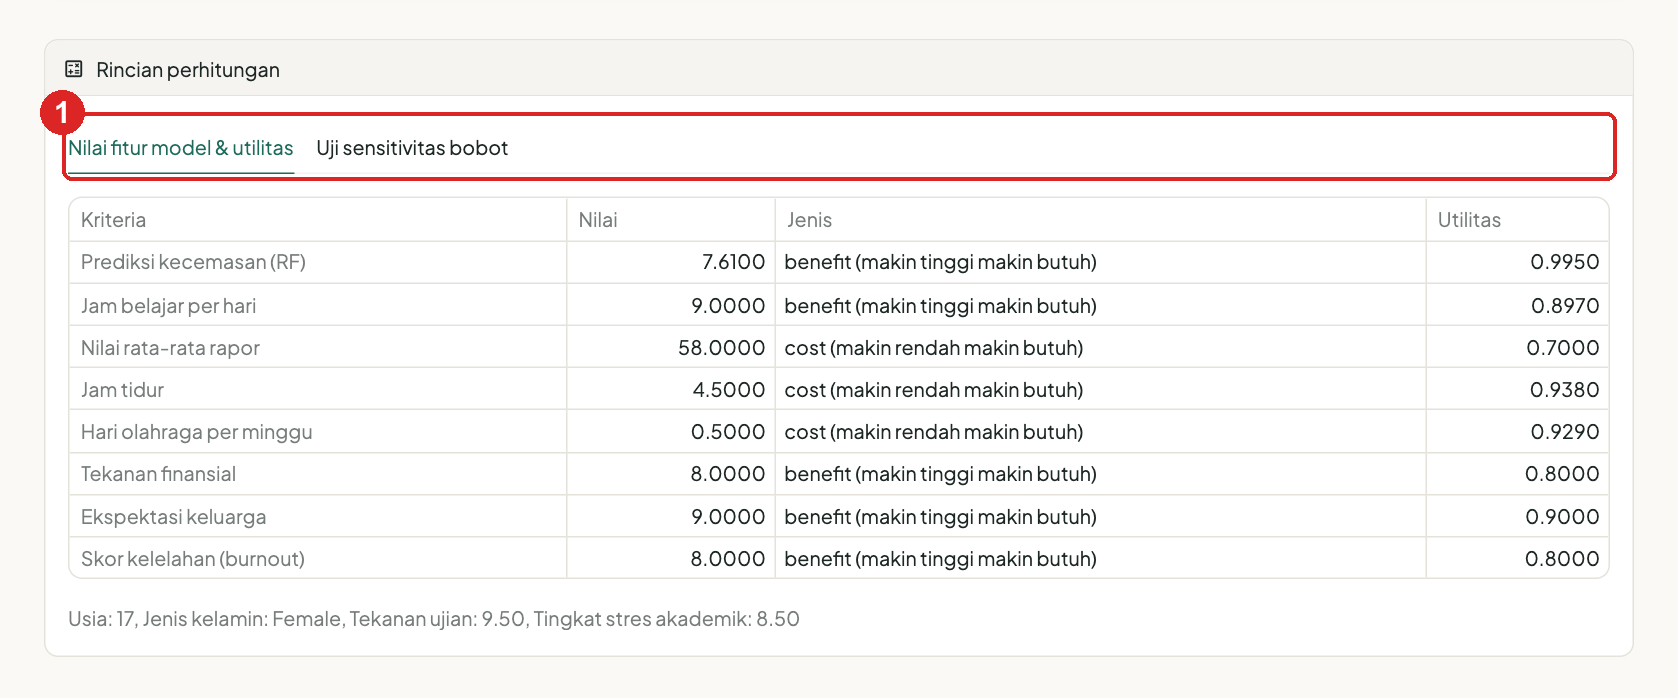 Rincian perhitungan
1
Nilai fitur model & utilitas Uji sensitivitas bobot
Kriteria Nilai Jenis Utilitas
Prediksi kecemasan (RF) 7.6100 benefit (makin tinggi makin butuh) 0.9950
Jam belajar per hari 9.0000 benefit (makin tinggi makin butuh) 0.8970
Nilai rata-rata rapor 58.0000 cost (makin rendah makin butuh) 0.7000
Jam tidur 4.5000 cost (makin rendah makin butuh) 0.9380
Hari olahraga per minggu 0.5000 cost (makin rendah makin butuh) 0.9290
Tekanan finansial 8.0000 benefit (makin tinggi makin butuh) 0.8000
Ekspektasi keluarga 9.0000 benefit (makin tinggi makin butuh) 0.9000
Skor kelelahan (burnout) 8.0000 benefit (makin tinggi makin butuh) 0.8000
Usia: 17, Jenis kelamin: Female, Tekanan ujian: 9.50, Tingkat stres akademik: 8.50